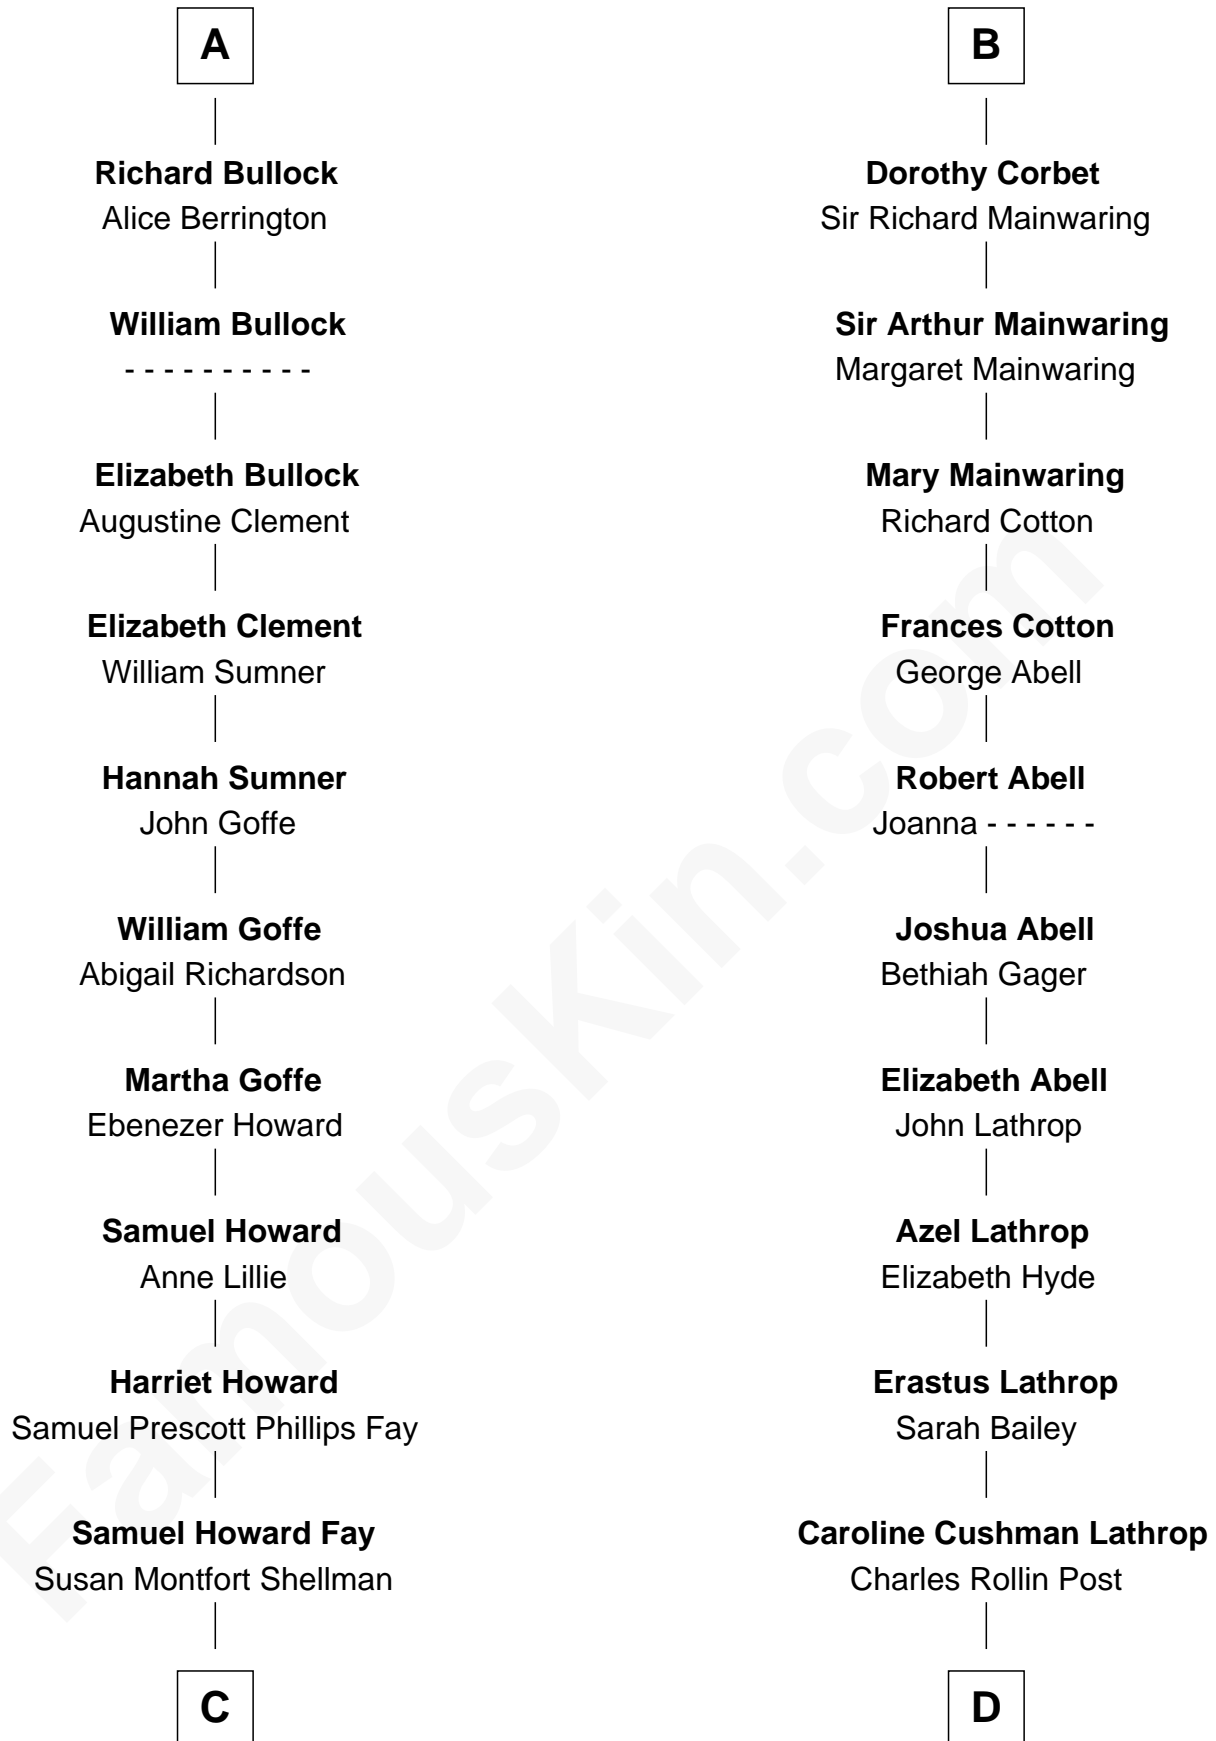 A
Richard Bullock
Alice Berrington
William Bullock
- - - - - - - - - -
Elizabeth Bullock
Augustine Clement
Elizabeth Clement
William Sumner
Hannah Sumner
John Goffe
William Goffe
Abigail Richardson
Martha Goffe
Ebenezer Howard
Samuel Howard
Anne Lillie
Harriet Howard
Samuel Prescott Phillips Fay
Samuel Howard Fay
Susan Montfort Shellman
C
B
Dorothy Corbet
Sir Richard Mainwaring
Sir Arthur Mainwaring
Margaret Mainwaring
Mary Mainwaring
Richard Cotton
Frances Cotton
George Abell
Robert Abell
Joanna - - - - - -
Joshua Abell
Bethiah Gager
Elizabeth Abell
John Lathrop
Azel Lathrop
Elizabeth Hyde
Erastus Lathrop
Sarah Bailey
Caroline Cushman Lathrop
Charles Rollin Post
D
FamousKin.com